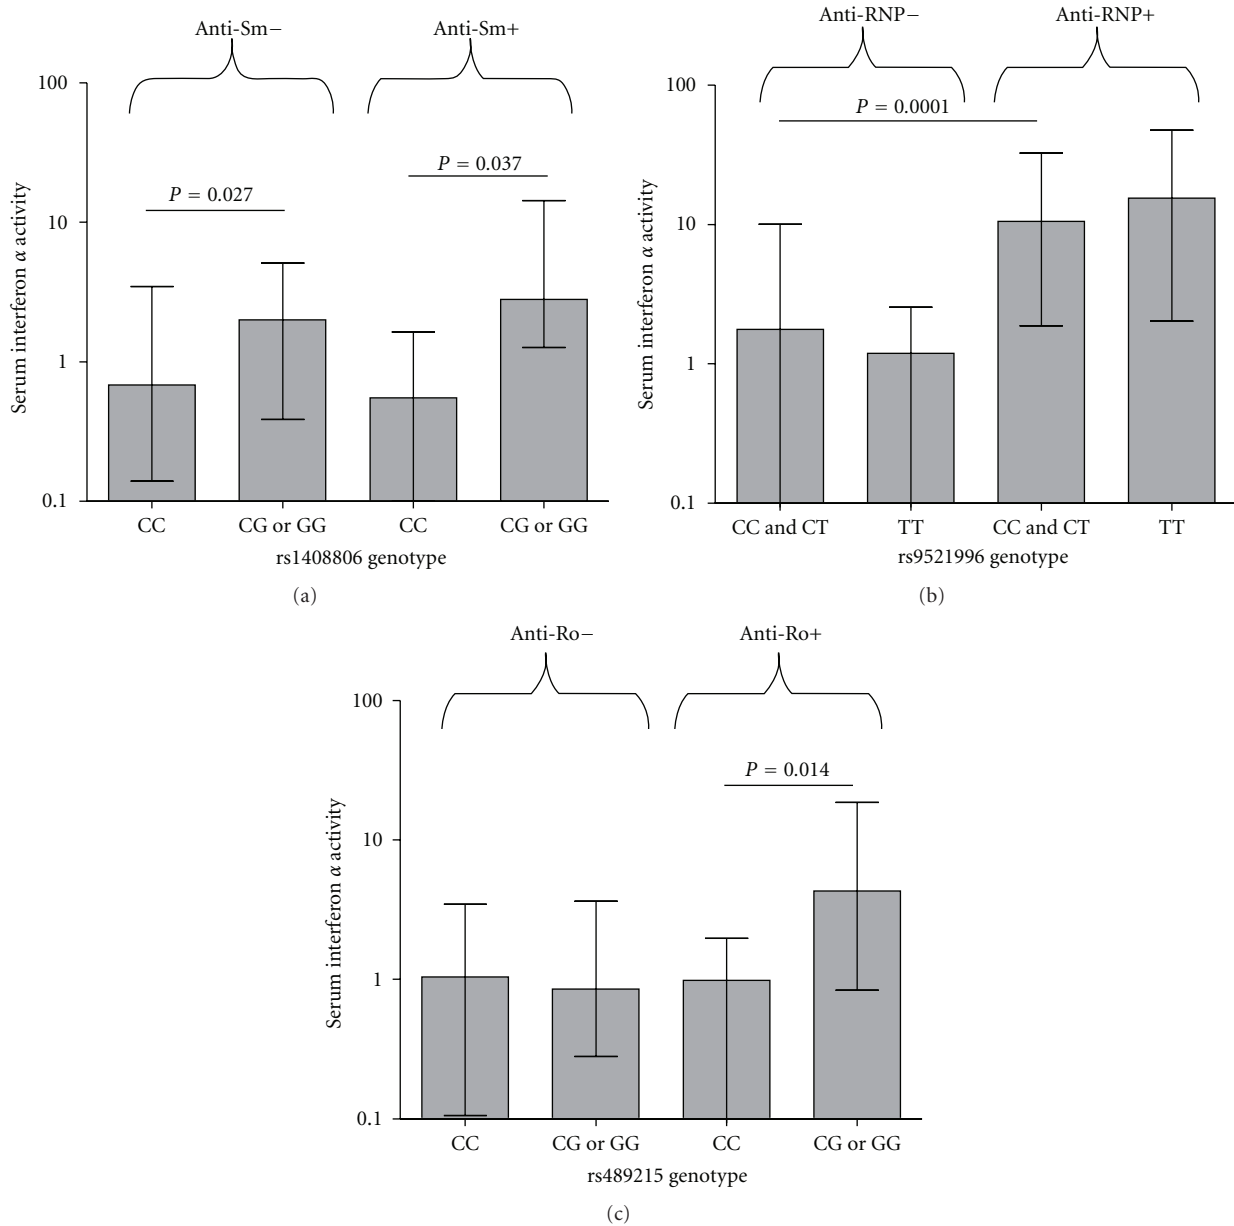 Anti-Sm− Anti-Sm+
100
10
1
0.1
Serum interferon α activity
P = 0.027
P = 0.037
CC CG or GG CC CG or GG
rs1408806 genotype
(a)
Anti-RNP− Anti-RNP+
100
10
1
0.1
Serum interferon α activity
P = 0.0001
CC and CT TT CC and CT TT
rs9521996 genotype
(b)
Anti-Ro− Anti-Ro+
100
10
1
0.1
Serum interferon α activity
P = 0.014
CC CG or GG CC CG or GG
rs489215 genotype
(c)